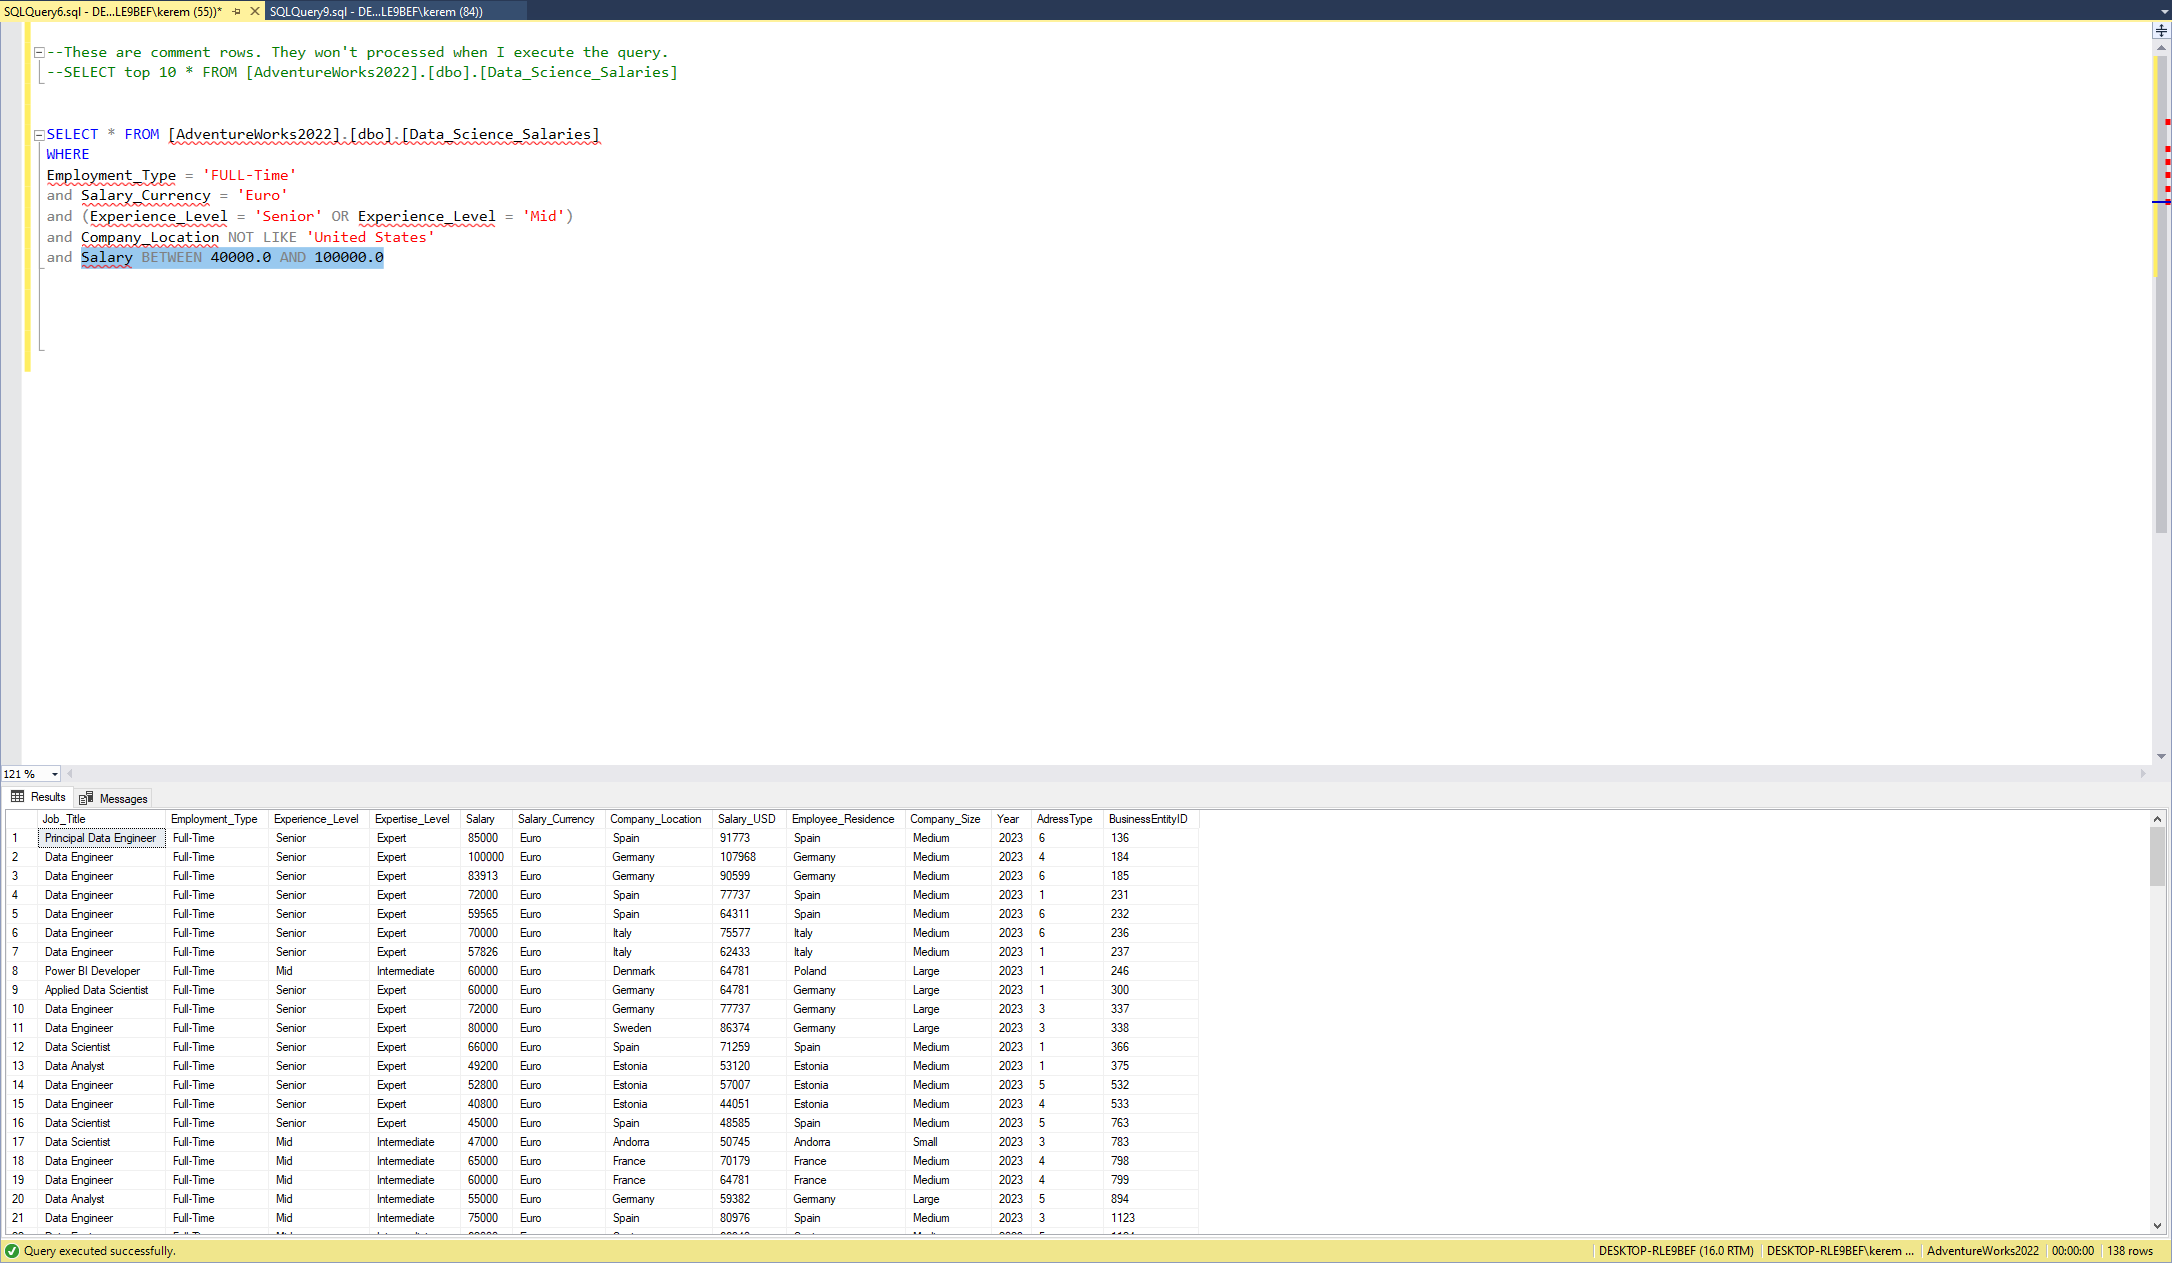 SQLQuery6.sql - DE...LE9BEF\kerem (55))* SQLQuery9.sql - DE...LE9BEF\kerem (84))
--These are comment rows. They won't processed when I execute the query.
--SELECT top 10 * FROM [AdventureWorks2022].[dbo].[Data_Science_Salaries]
SELECT * FROM [AdventureWorks2022].[dbo].[Data_Science_Salaries]
WHERE
Employment_Type = 'FULL-Time'
and Salary_Currency = 'Euro'
and (Experience_Level = 'Senior' OR Experience_Level = 'Mid')
and Company_Location NOT LIKE 'United States'
and Salary BETWEEN 40000.0 AND 100000.0
121 %
Results Messages
Job_Title Employment_Type Experience_Level Expertise_Level Salary Salary_Currency Company_Location Salary_USD Employee_Residence Company_Size Year AdressType BusinessEntityID
1 Principal Data Engineer Full-Time Senior Expert 85000 Euro Spain 91773 Spain Medium 2023 6 136
2 Data Engineer Full-Time Senior Expert 100000 Euro Germany 107968 Germany Medium 2023 4 184
3 Data Engineer Full-Time Senior Expert 83913 Euro Germany 90599 Germany Medium 2023 6 185
4 Data Engineer Full-Time Senior Expert 72000 Euro Spain 77737 Spain Medium 2023 1 231
5 Data Engineer Full-Time Senior Expert 59565 Euro Spain 64311 Spain Medium 2023 6 232
6 Data Engineer Full-Time Senior Expert 70000 Euro Italy 75577 Italy Medium 2023 6 236
7 Data Engineer Full-Time Senior Expert 57826 Euro Italy 62433 Italy Medium 2023 1 237
8 Power BI Developer Full-Time Mid Intermediate 60000 Euro Denmark 64781 Poland Large 2023 1 246
9 Applied Data Scientist Full-Time Senior Expert 60000 Euro Germany 64781 Germany Large 2023 1 300
10 Data Engineer Full-Time Senior Expert 72000 Euro Germany 77737 Germany Large 2023 3 337
11 Data Engineer Full-Time Senior Expert 80000 Euro Sweden 86374 Germany Large 2023 3 338
12 Data Scientist Full-Time Senior Expert 66000 Euro Spain 71259 Spain Medium 2023 1 366
13 Data Analyst Full-Time Senior Expert 49200 Euro Estonia 53120 Estonia Medium 2023 1 375
14 Data Engineer Full-Time Senior Expert 52800 Euro Estonia 57007 Estonia Medium 2023 5 532
15 Data Engineer Full-Time Senior Expert 40800 Euro Estonia 44051 Estonia Medium 2023 4 533
16 Data Scientist Full-Time Senior Expert 45000 Euro Spain 48585 Spain Medium 2023 5 763
17 Data Scientist Full-Time Mid Intermediate 47000 Euro Andorra 50745 Andorra Small 2023 3 783
18 Data Engineer Full-Time Mid Intermediate 65000 Euro France 70179 France Medium 2023 4 798
19 Data Engineer Full-Time Mid Intermediate 60000 Euro France 64781 France Medium 2023 4 799
20 Data Analyst Full-Time Mid Intermediate 55000 Euro Germany 59382 Germany Large 2023 5 894
21 Data Engineer Full-Time Mid Intermediate 75000 Euro Spain 80976 Spain Medium 2023 3 1123
Query executed successfully. DESKTOP-RLE9BEF (16.0 RTM) DESKTOP-RLE9BEF\kerem ... AdventureWorks2022 00:00:00 138 rows